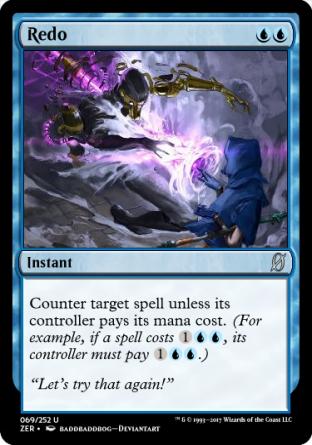 Redo
Instant
Counter target spell unless its
controller pays its mana cost. (For
example, if a spell costs 1, its
controller must pay 1.)
“Let’s try that again!”
069/252 U
ZER • BADDBADDBOG—DEVIANTART
™ & © 1993–2017 Wizards of the Coast LLC